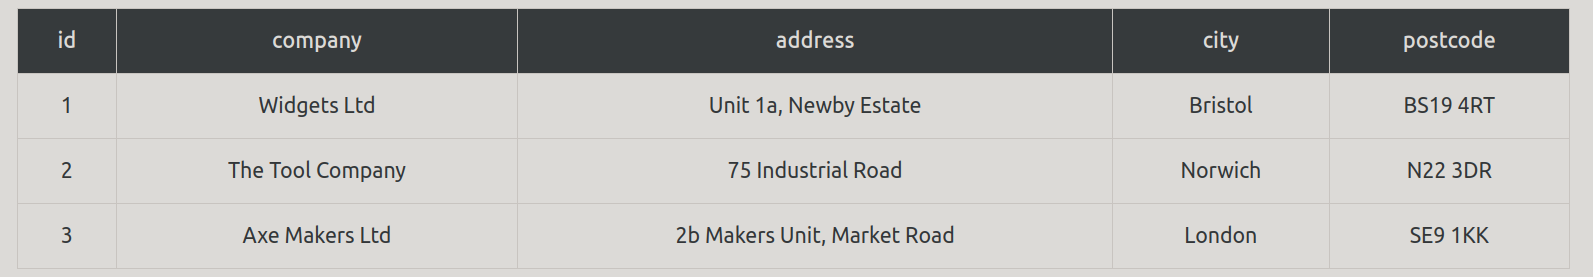 id company address city postcode
1 Widgets Ltd Unit 1a, Newby Estate Bristol BS19 4RT
2 The Tool Company 75 Industrial Road Norwich N22 3DR
3 Axe Makers Ltd 2b Makers Unit, Market Road London SE9 1KK